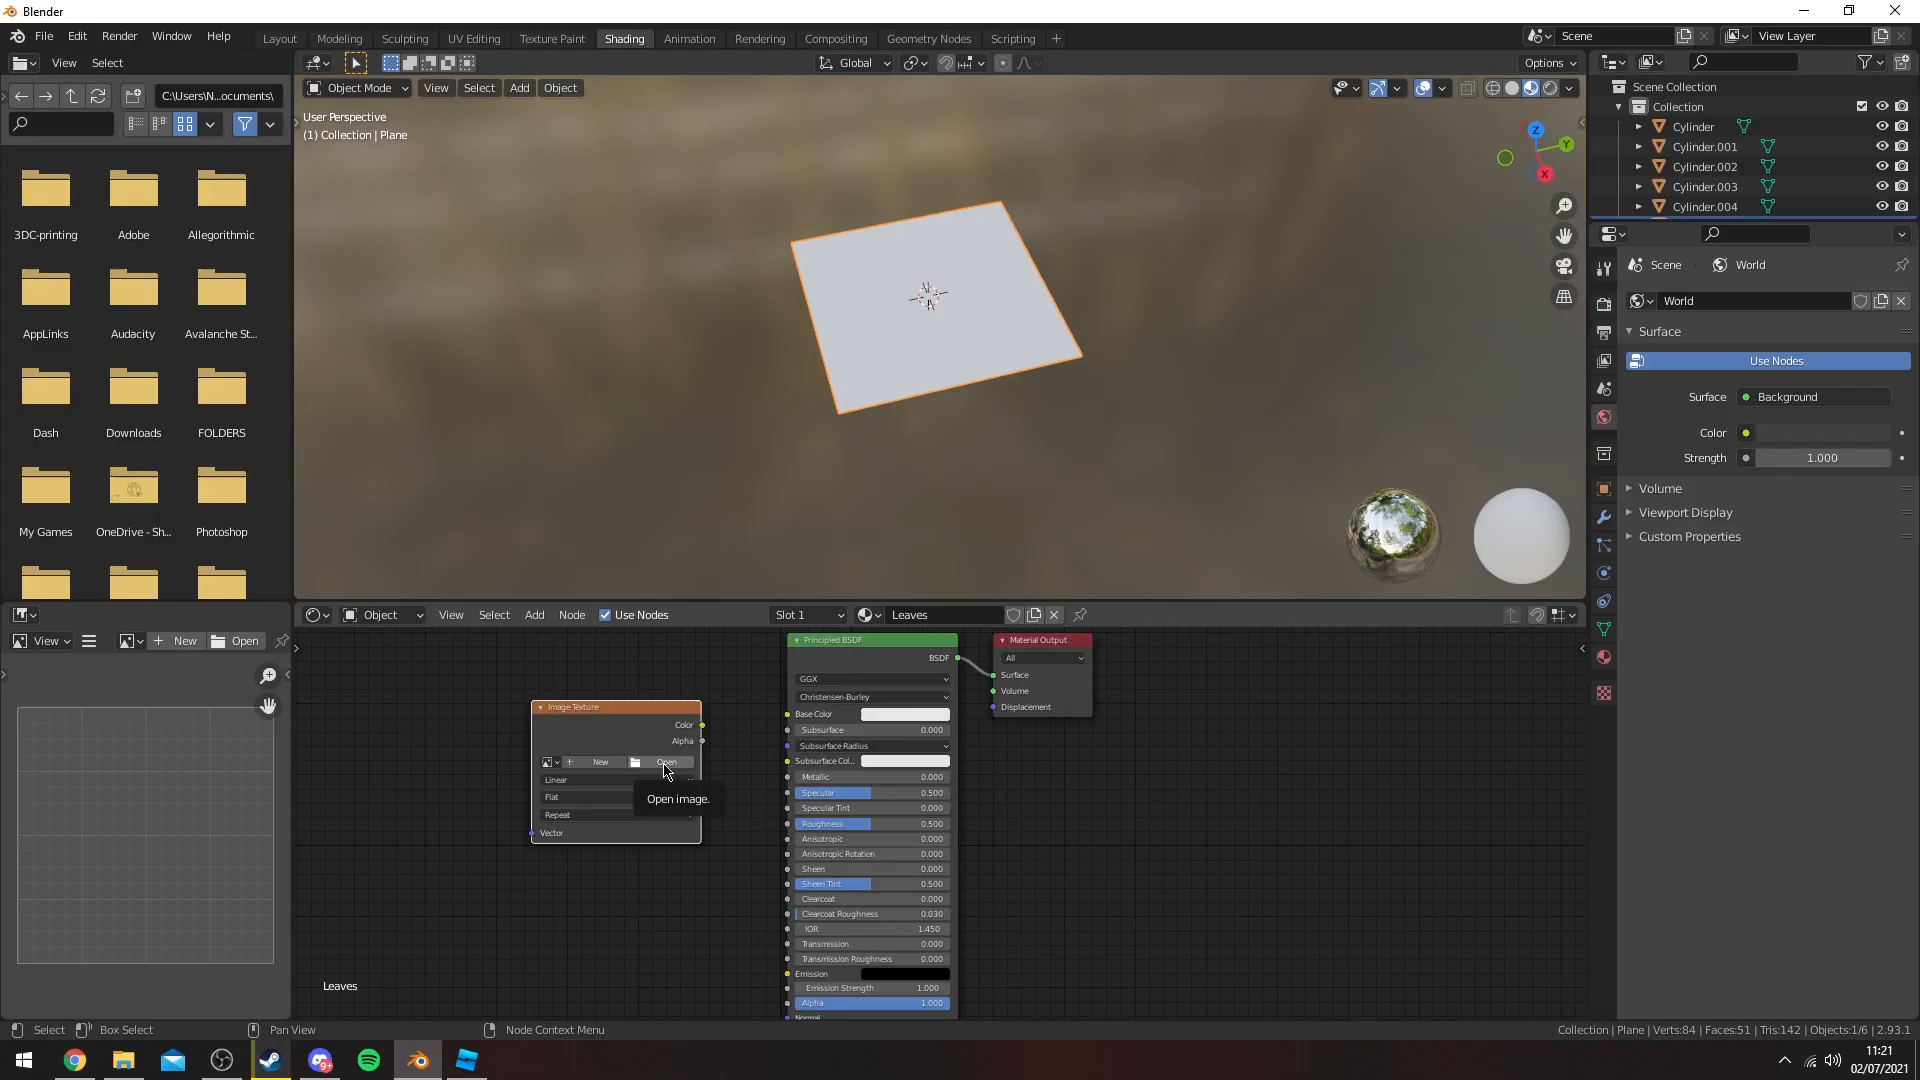 Blender
File Edit Render Window Help
Layout Modeling Sculpting UV Editing Texture Paint Shading Animation Rendering Compositing Geometry Nodes Scripting +
Scene
View Layer
View Select
Global
Options
C:\Users\N...ocuments\
Object Mode View Select Add Object
User Perspective
(1) Collection | Plane
Z
Y
X
Scene Collection
Collection
Cylinder
Cylinder.001
Cylinder.002
Cylinder.003
Cylinder.004
3DC-printing Adobe Allegorithmic
AppLinks Audacity Avalanche St...
Dash Downloads FOLDERS
My Games OneDrive - Sh... Photoshop
Scene World
World
Surface
Use Nodes
Surface Background
Color
Strength 1.000
Volume
Viewport Display
Custom Properties
View New Open
Object View Select Add Node Use Nodes Slot 1 Leaves
Image Texture
Color
Alpha
New Open
Linear
Flat
Repeat
Vector
Open image.
Principled BSDF
BSDF
GGX
Christensen-Burley
Base Color
Subsurface 0.000
Subsurface Radius
Subsurface Col...
Metallic 0.000
Specular 0.500
Specular Tint 0.000
Roughness 0.500
Anisotropic 0.000
Anisotropic Rotation 0.000
Sheen 0.000
Sheen Tint 0.500
Clearcoat 0.000
Clearcoat Roughness 0.030
IOR 1.450
Transmission 0.000
Transmission Roughness 0.000
Emission
Emission Strength 1.000
Alpha 1.000
Normal
Material Output
All
Surface
Volume
Displacement
Leaves
Select Box Select Pan View Node Context Menu
Collection | Plane | Verts:84 | Faces:51 | Tris:142 | Objects:1/6 | 2.93.1
9+
11:21
02/07/2021